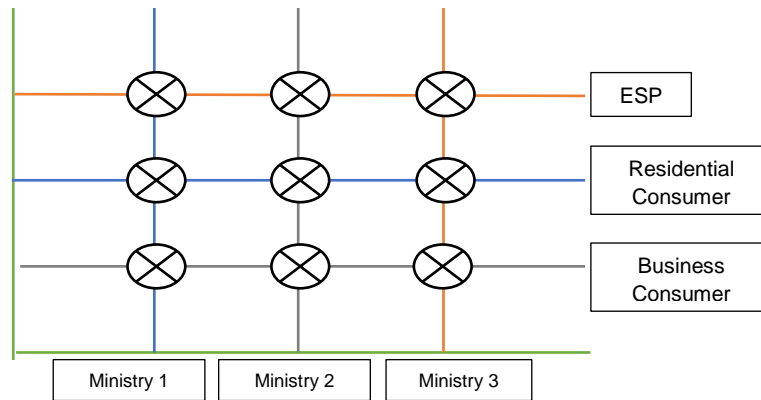 ESP
Residential
Consumer
Business
Consumer
Ministry 1
Ministry 2
Ministry 3